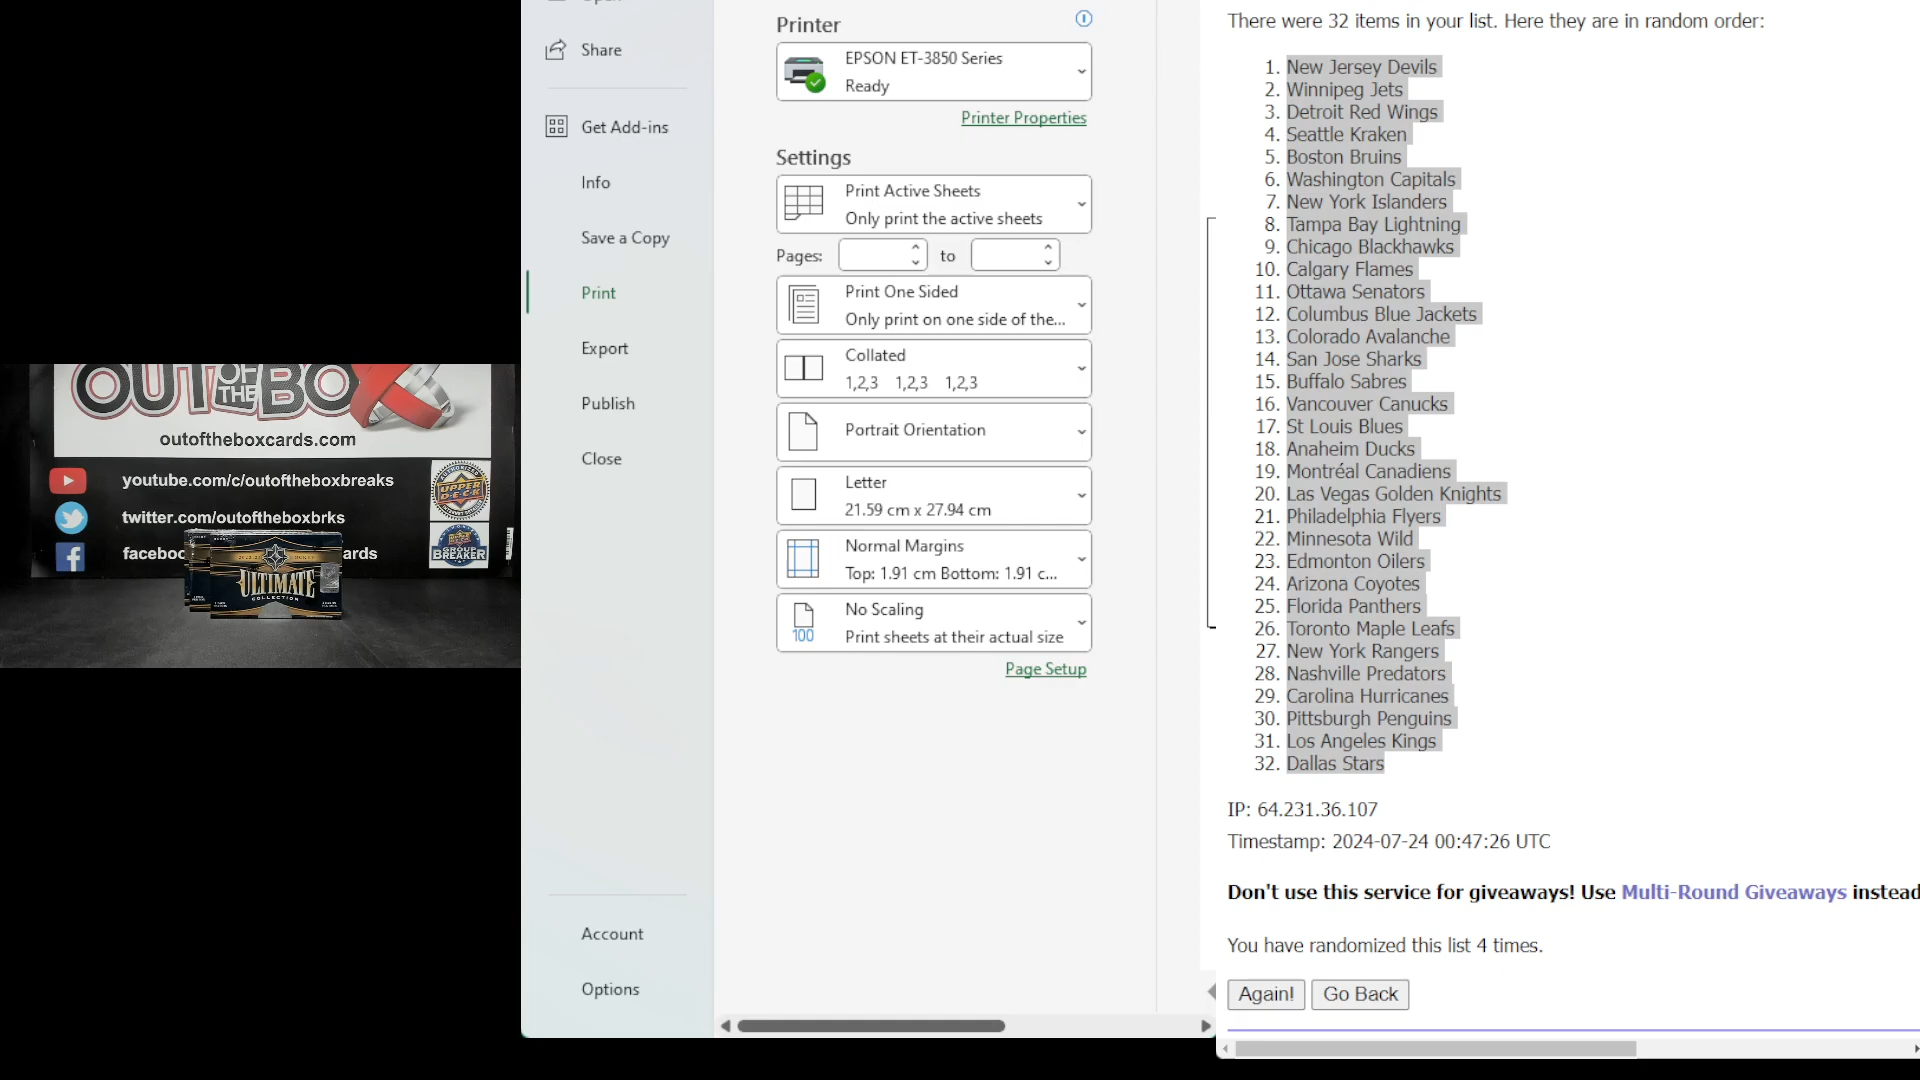 OUT OF THE BO
outoftheboxcards.com
youtube.com/c/outoftheboxbreaks
twitter.com/outoftheboxbrks
faceboo
ards
UPPER DECK
UPPER DECK
GROUP BREAKER
ULTIMATE
COLLECTION
Share
Get Add-ins
Info
Save a Copy
Print
Export
Publish
Close
Account
Options
Printer
EPSON ET-3850 Series
Ready
Printer Properties
Settings
Print Active Sheets
Only print the active sheets
Pages:
to
Print One Sided
Only print on one side of the...
Collated
1,2,3 1,2,3 1,2,3
Portrait Orientation
Letter
21.59 cm x 27.94 cm
Normal Margins
Top: 1.91 cm Bottom: 1.91 c...
No Scaling
100
Print sheets at their actual size
Page Setup
There were 32 items in your list. Here they are in random order:
1. New Jersey Devils
2. Winnipeg Jets
3. Detroit Red Wings
4. Seattle Kraken
5. Boston Bruins
6. Washington Capitals
7. New York Islanders
8. Tampa Bay Lightning
9. Chicago Blackhawks
10. Calgary Flames
11. Ottawa Senators
12. Columbus Blue Jackets
13. Colorado Avalanche
14. San Jose Sharks
15. Buffalo Sabres
16. Vancouver Canucks
17. St Louis Blues
18. Anaheim Ducks
19. Montréal Canadiens
20. Las Vegas Golden Knights
21. Philadelphia Flyers
22. Minnesota Wild
23. Edmonton Oilers
24. Arizona Coyotes
25. Florida Panthers
26. Toronto Maple Leafs
27. New York Rangers
28. Nashville Predators
29. Carolina Hurricanes
30. Pittsburgh Penguins
31. Los Angeles Kings
32. Dallas Stars
IP: 64.231.36.107
Timestamp: 2024-07-24 00:47:26 UTC
Don't use this service for giveaways! Use Multi-Round Giveaways instead
You have randomized this list 4 times.
Again!
Go Back